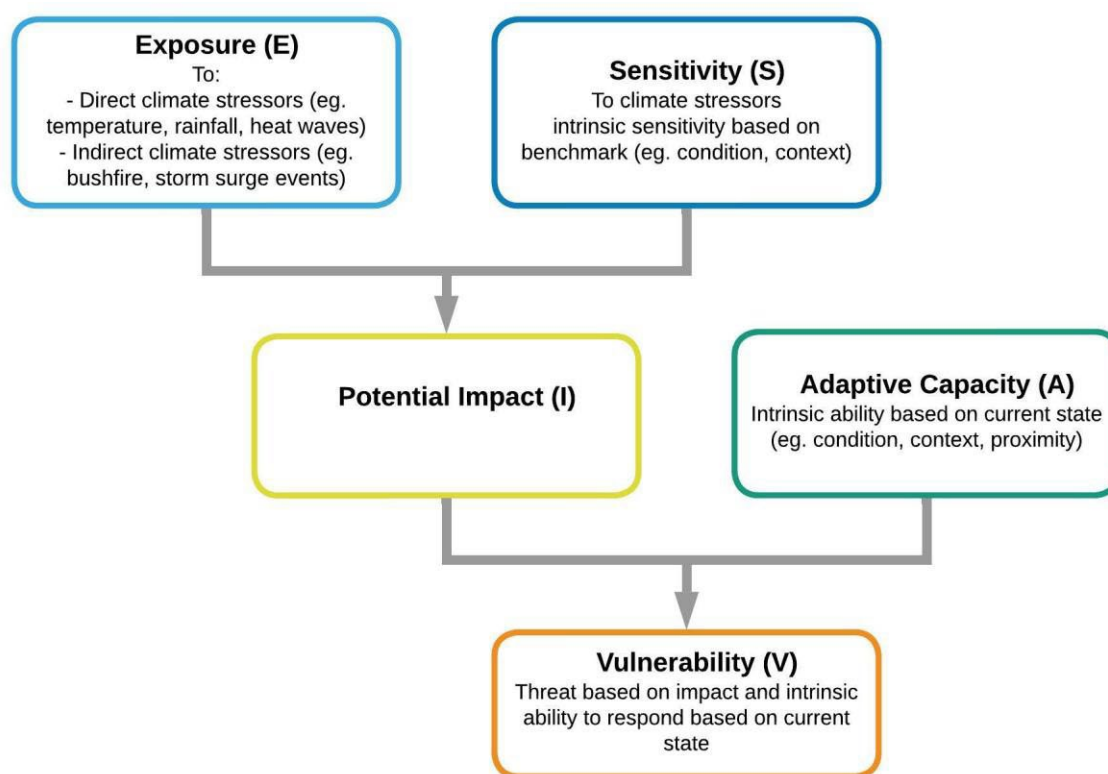 Exposure (E)
To:
- Direct climate stressors (eg.
temperature, rainfall, heat waves)
- Indirect climate stressors (eg.
bushfire, storm surge events)
Sensitivity (S)
To climate stressors
intrinsic sensitivity based on
benchmark (eg. condition, context)
Potential Impact (I)
Adaptive Capacity (A)
Intrinsic ability based on current state
(eg. condition, context, proximity)
Vulnerability (V)
Threat based on impact and intrinsic
ability to respond based on current
state